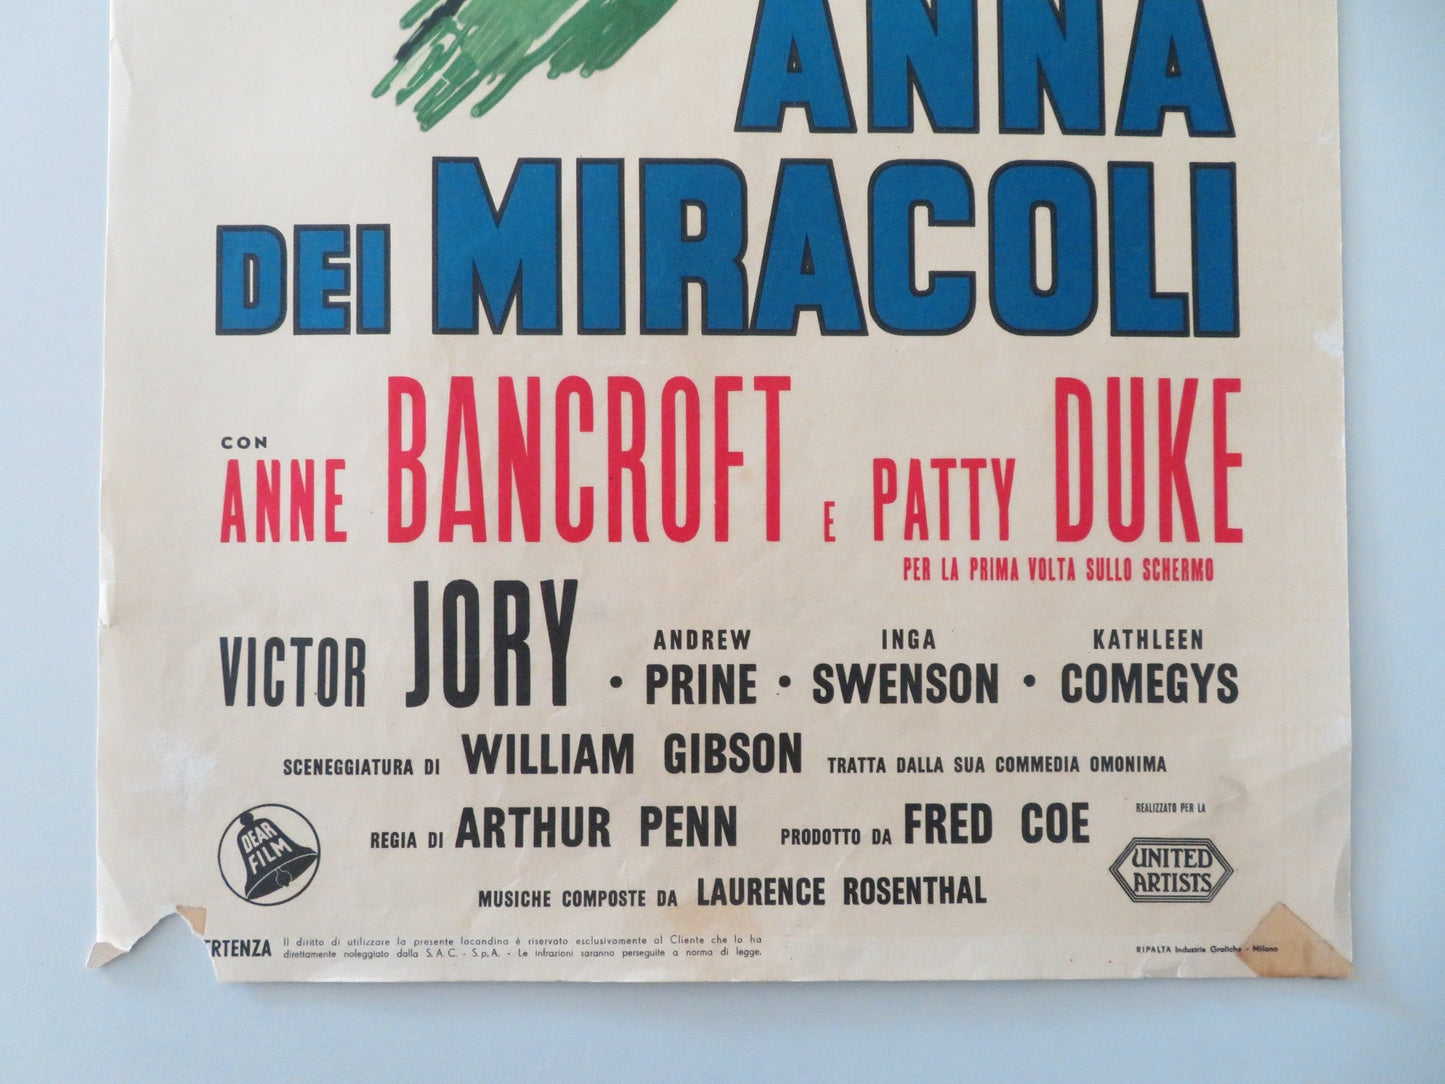 ANNA
DEI MIRACOLI
CON
ANNE BANCROFT E PATTY DUKE
PER LA PRIMA VOLTA SULLO SCHERMO
VICTOR JORY • ANDREW PRINE • INGA SWENSON • KATHLEEN COMEGYS
SCENEGGIATURA DI WILLIAM GIBSON TRATTA DALLA SUA COMMEDIA OMONIMA
REGIA DI ARTHUR PENN PRODOTTO DA FRED COE
REALIZZATO PER LA
UNITED
ARTISTS
DEAR
FILM
MUSICHE COMPOSTE DA LAURENCE ROSENTHAL
RTENZA Il diritto di utilizzare la presente locandina è riservato esclusivamente al Cliente che lo ha
direttamente noleggiato dalla S.A.C. - S.p.A. - Le infrazioni saranno perseguite a norma di legge.
RIPALTA Industrie Grafiche - Milano